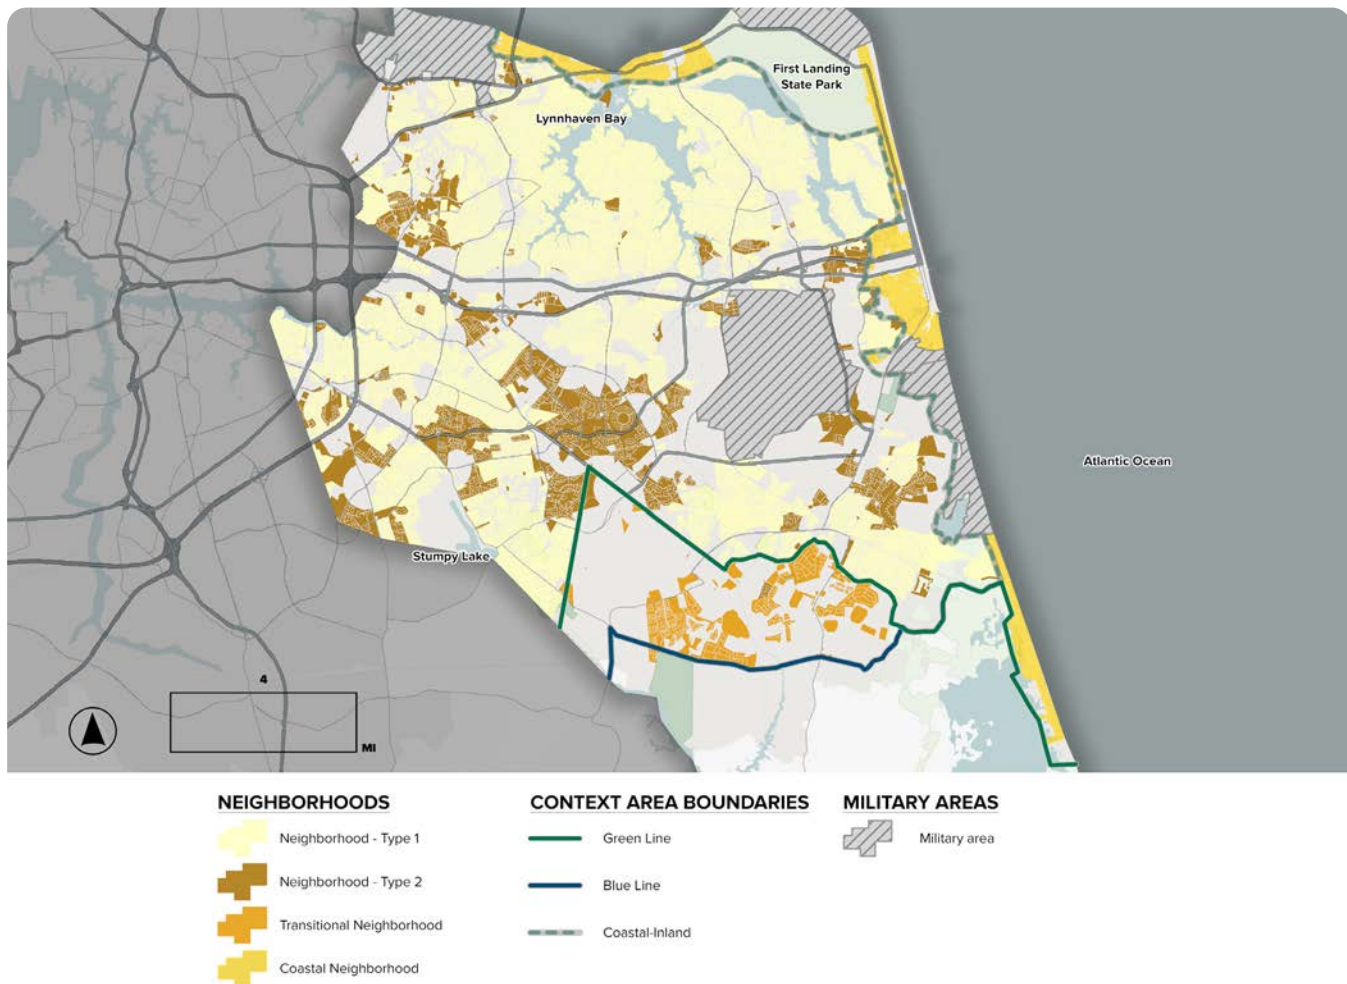 First Landing
State Park
Lynnhaven Bay
Atlantic Ocean
Stumpy Lake
4
MI
NEIGHBORHOODS
Neighborhood - Type 1
Neighborhood - Type 2
Transitional Neighborhood
Coastal Neighborhood
CONTEXT AREA BOUNDARIES
Green Line
Blue Line
Coastal-Inland
MILITARY AREAS
Military area